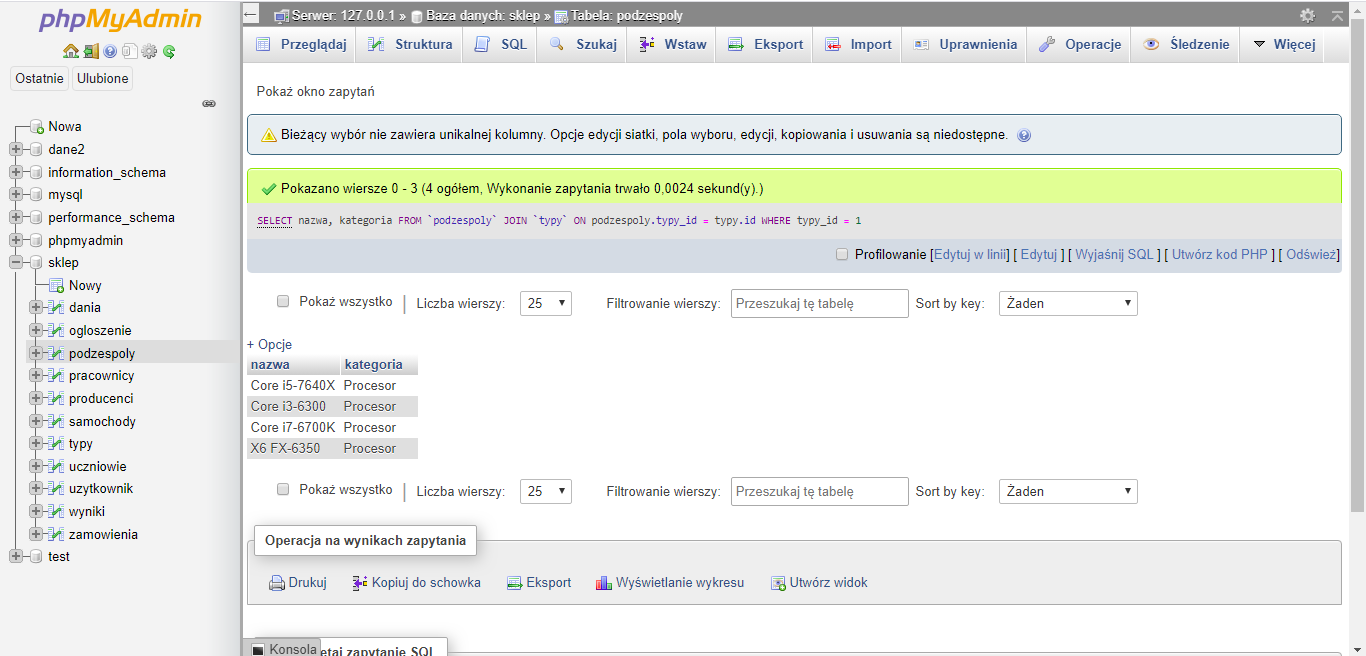 phpMyAdmin
Ostatnie Ulubione
Nowa
dane2
information_schema
mysql
performance_schema
phpmyadmin
sklep
Nowy
dania
ogloszenie
podzespoly
pracownicy
producenci
samochody
typy
uczniowie
uzytkownik
wyniki
zamowienia
test
Serwer: 127.0.0.1 » Baza danych: sklep » Tabela: podzespoly
Przeglądaj Struktura SQL Szukaj Wstaw Eksport Import Uprawnienia Operacje Śledzenie Więcej
Pokaż okno zapytań
Bieżący wybór nie zawiera unikalnej kolumny. Opcje edycji siatki, pola wyboru, edycji, kopiowania i usuwania są niedostępne.
Pokazano wiersze 0 - 3 (4 ogółem, Wykonanie zapytania trwało 0,0024 sekund(y).)
SELECT nazwa, kategoria FROM `podzespoly` JOIN `typy` ON podzespoly.typy_id = typy.id WHERE typy_id = 1
Profilowanie [Edytuj w linii] [ Edytuj ] [ Wyjaśnij SQL ] [ Utwórz kod PHP ] [ Odśwież]
Pokaż wszystko | Liczba wierszy: 25 Filtrowanie wierszy: Przeszukaj tę tabelę Sort by key: Żaden
+ Opcje
nazwa kategoria
Core i5-7640X Procesor
Core i3-6300 Procesor
Core i7-6700K Procesor
X6 FX-6350 Procesor
Pokaż wszystko | Liczba wierszy: 25 Filtrowanie wierszy: Przeszukaj tę tabelę Sort by key: Żaden
Operacja na wynikach zapytania
Drukuj Kopiuj do schowka Eksport Wyświetlanie wykresu Utwórz widok
Konsola etaj zapytanie SQL